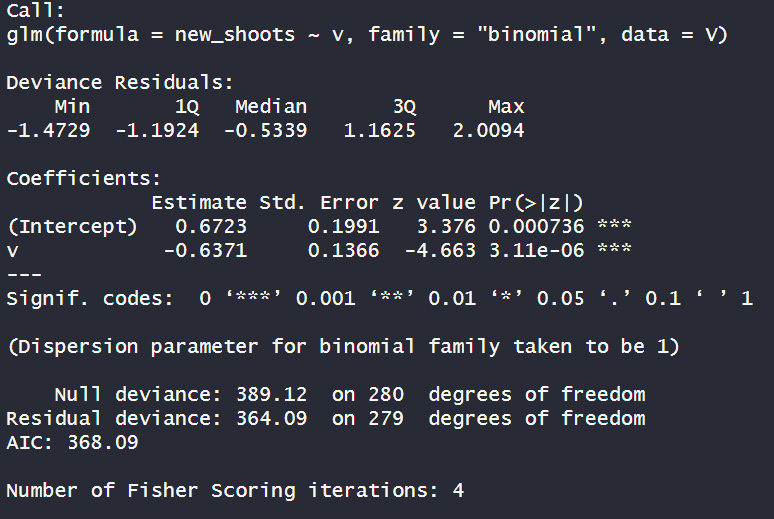 Call:
glm(formula = new_shoots ~ v, family = "binomial", data = V)
Deviance Residuals:
    Min       1Q   Median       3Q      Max
-1.4729  -1.1924  -0.5339   1.1625   2.0094
Coefficients:
            Estimate Std. Error z value Pr(>|z|)
(Intercept)   0.6723     0.1991   3.376 0.000736 ***
v            -0.6371     0.1366  -4.663 3.11e-06 ***
---
Signif. codes:  0 ‘***’ 0.001 ‘**’ 0.01 ‘*’ 0.05 ‘.’ 0.1 ‘ ’ 1
(Dispersion parameter for binomial family taken to be 1)
    Null deviance: 389.12  on 280  degrees of freedom
Residual deviance: 364.09  on 279  degrees of freedom
AIC: 368.09
Number of Fisher Scoring iterations: 4